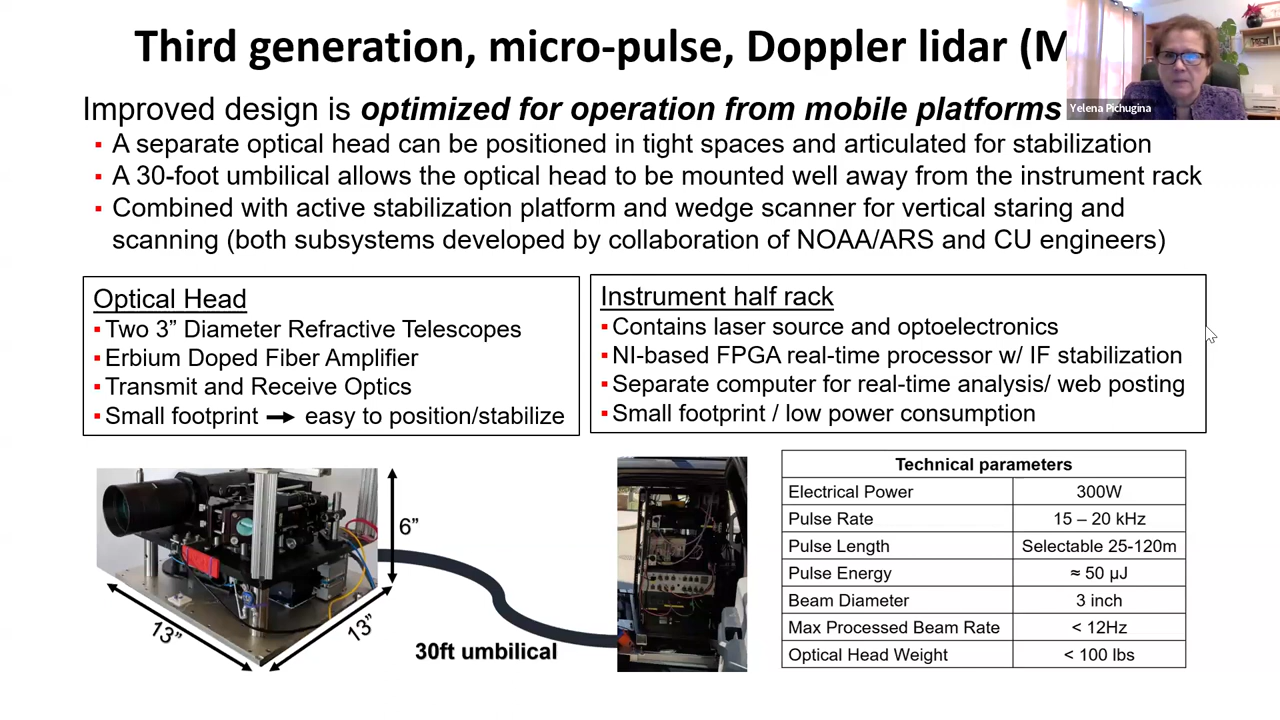 Third generation, micro-pulse, Doppler lidar (M
Yelena Pichugina
Improved design is optimized for operation from mobile platforms
▪ A separate optical head can be positioned in tight spaces and articulated for stabilization
▪ A 30-foot umbilical allows the optical head to be mounted well away from the instrument rack
▪ Combined with active stabilization platform and wedge scanner for vertical staring and
scanning (both subsystems developed by collaboration of NOAA/ARS and CU engineers)
Optical Head
▪ Two 3” Diameter Refractive Telescopes
▪ Erbium Doped Fiber Amplifier
▪ Transmit and Receive Optics
▪ Small footprint → easy to position/stabilize
Instrument half rack
▪ Contains laser source and optoelectronics
▪ NI-based FPGA real-time processor w/ IF stabilization
▪ Separate computer for real-time analysis/ web posting
▪ Small footprint / low power consumption
6”
13”
13”
30ft umbilical
Technical parameters
Electrical Power 300W
Pulse Rate 15 – 20 kHz
Pulse Length Selectable 25-120m
Pulse Energy ≈ 50 µJ
Beam Diameter 3 inch
Max Processed Beam Rate < 12Hz
Optical Head Weight < 100 lbs